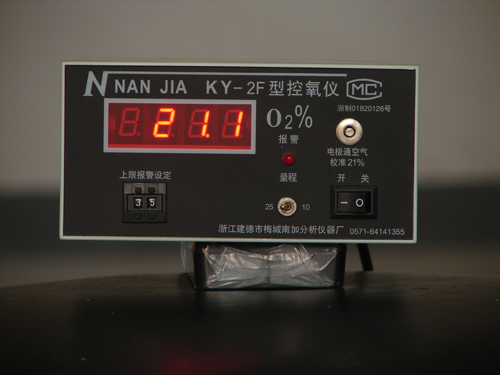 N NAN JIA KY-2F型控氧仪 MC
浙制01820126号
21.1 O2%
报警
电极通空气
校准21%
上限报警设定
量程
开 关
35
25 10
— O
浙江建德市梅城南加分析仪器厂 0571-64141355